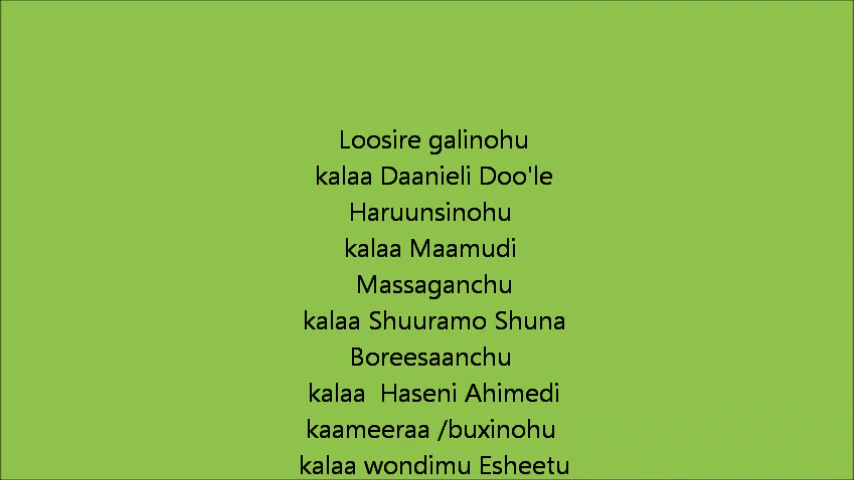 Loosire galinohu
kalaa Daanieli Doo'le
Haruunsinohu
kalaa Maamudi
Massaganchu
kalaa Shuuramo Shuna
Boreesaanchu
kalaa  Haseni Ahimedi
kaameeraa /buxinohu
kalaa wondimu Esheetu